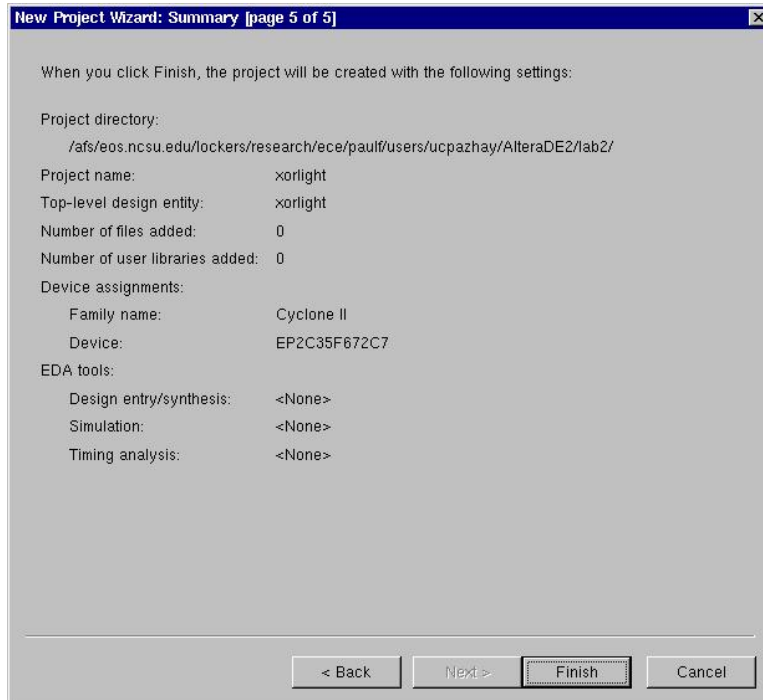 New Project Wizard: Summary [page 5 of 5]
When you click Finish, the project will be created with the following settings:
Project directory:
/afs/eos.ncsu.edu/lockers/research/ece/paulf/users/ucpazhay/AlteraDE2/lab2/
Project name: xorlight
Top-level design entity: xorlight
Number of files added: 0
Number of user libraries added: 0
Device assignments:
Family name: Cyclone II
Device: EP2C35F672C7
EDA tools:
Design entry/synthesis: <None>
Simulation: <None>
Timing analysis: <None>
< Back Next > Finish Cancel